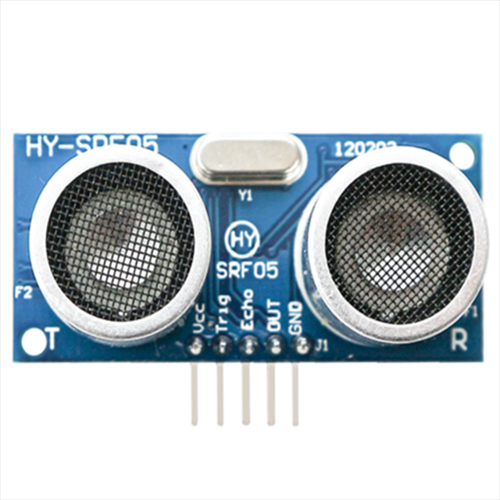 HY-SRF05
120203
Y1
HY
SRF05
F2
Vcc
Trig
Echo
OUT
GND
J1
T
R